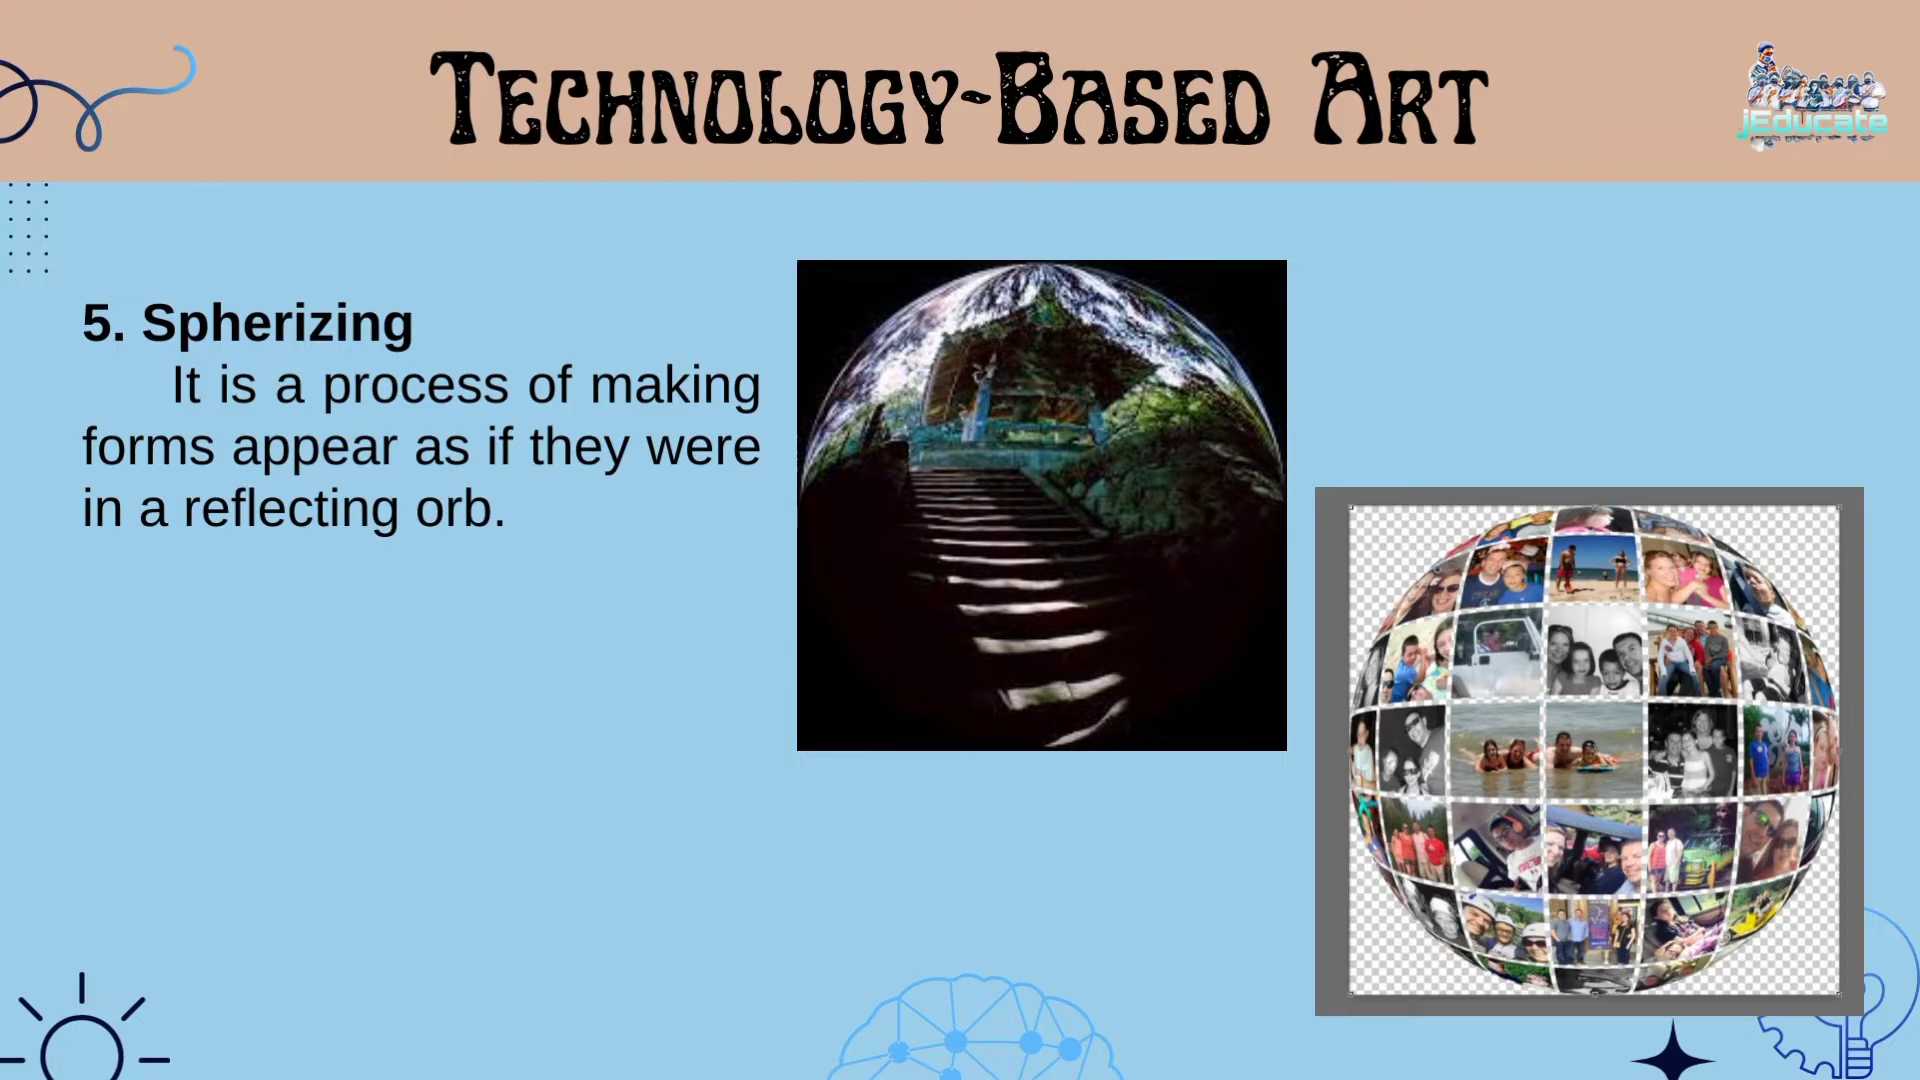 Technology-Based Art
jEducate
5. Spherizing
It is a process of making
forms appear as if they were
in a reflecting orb.